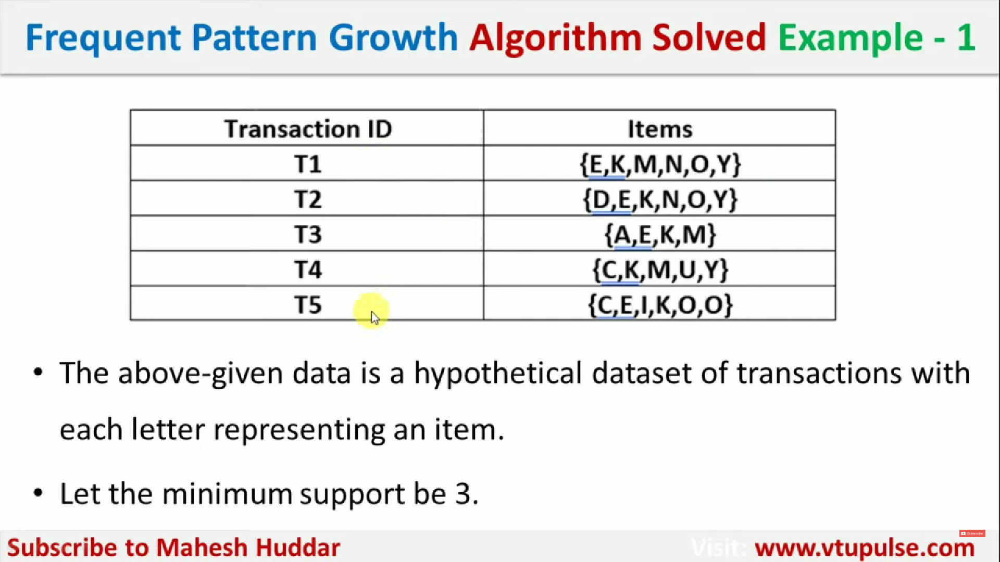 Frequent Pattern Growth Algorithm Solved Example - 1
Transaction ID Items
T1 {E,K,M,N,O,Y}
T2 {D,E,K,N,O,Y}
T3 {A,E,K,M}
T4 {C,K,M,U,Y}
T5 {C,E,I,K,O,O}
• The above-given data is a hypothetical dataset of transactions with
each letter representing an item.
• Let the minimum support be 3.
Subscribe
Subscribe to Mahesh Huddar Visit: www.vtupulse.com